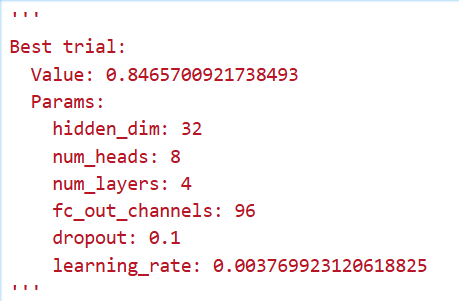 '''
Best trial:
  Value: 0.8465700921738493
  Params:
    hidden_dim: 32
    num_heads: 8
    num_layers: 4
    fc_out_channels: 96
    dropout: 0.1
    learning_rate: 0.003769923120618825
'''